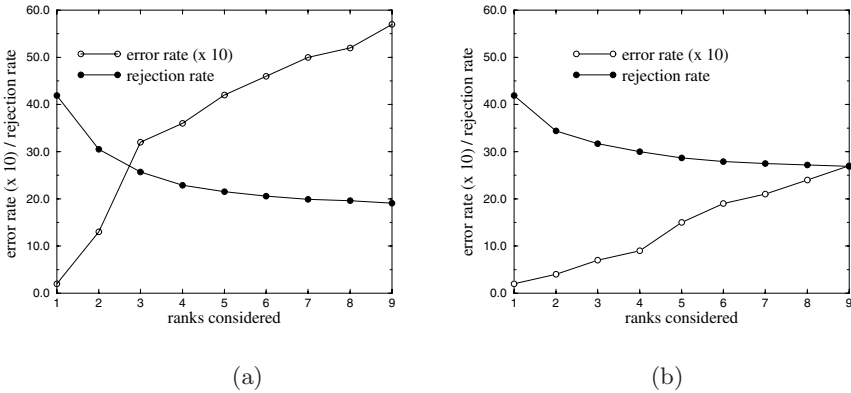 60.0
50.0
40.0
30.0
20.0
10.0
0.0
error rate (x 10) / rejection rate
error rate (x 10)
rejection rate
1 2 3 4 5 6 7 8 9
ranks considered
(a)
60.0
50.0
40.0
30.0
20.0
10.0
0.0
error rate (x 10) / rejection rate
error rate (x 10)
rejection rate
1 2 3 4 5 6 7 8 9
ranks considered
(b)